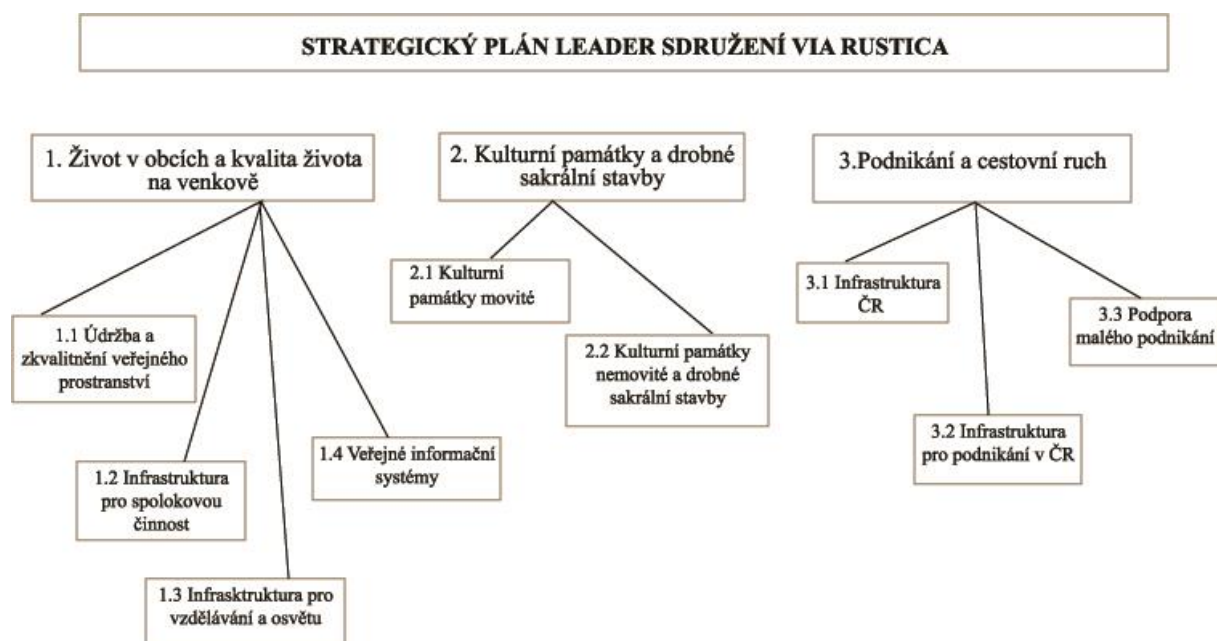 STRATEGICKÝ PLÁN LEADER SDRUŽENÍ VIA RUSTICA
1. Život v obcích a kvalita života
na venkově
1.1 Údržba a
zkvalitnění veřejného
prostranství
1.2 Infrastruktura
pro spolokovou
činnost
1.3 Infrasktruktura pro
vzdělávání a osvětu
1.4 Veřejné informační
systémy
2. Kulturní památky a drobné
sakrální stavby
2.1 Kulturní
památky movité
2.2 Kulturní památky
nemovité a drobné
sakrální stavby
3.Podnikání a cestovní ruch
3.1 Infrastruktura
ČR
3.2 Infrastruktura
pro podnikání v ČR
3.3 Podpora
malého podnikání